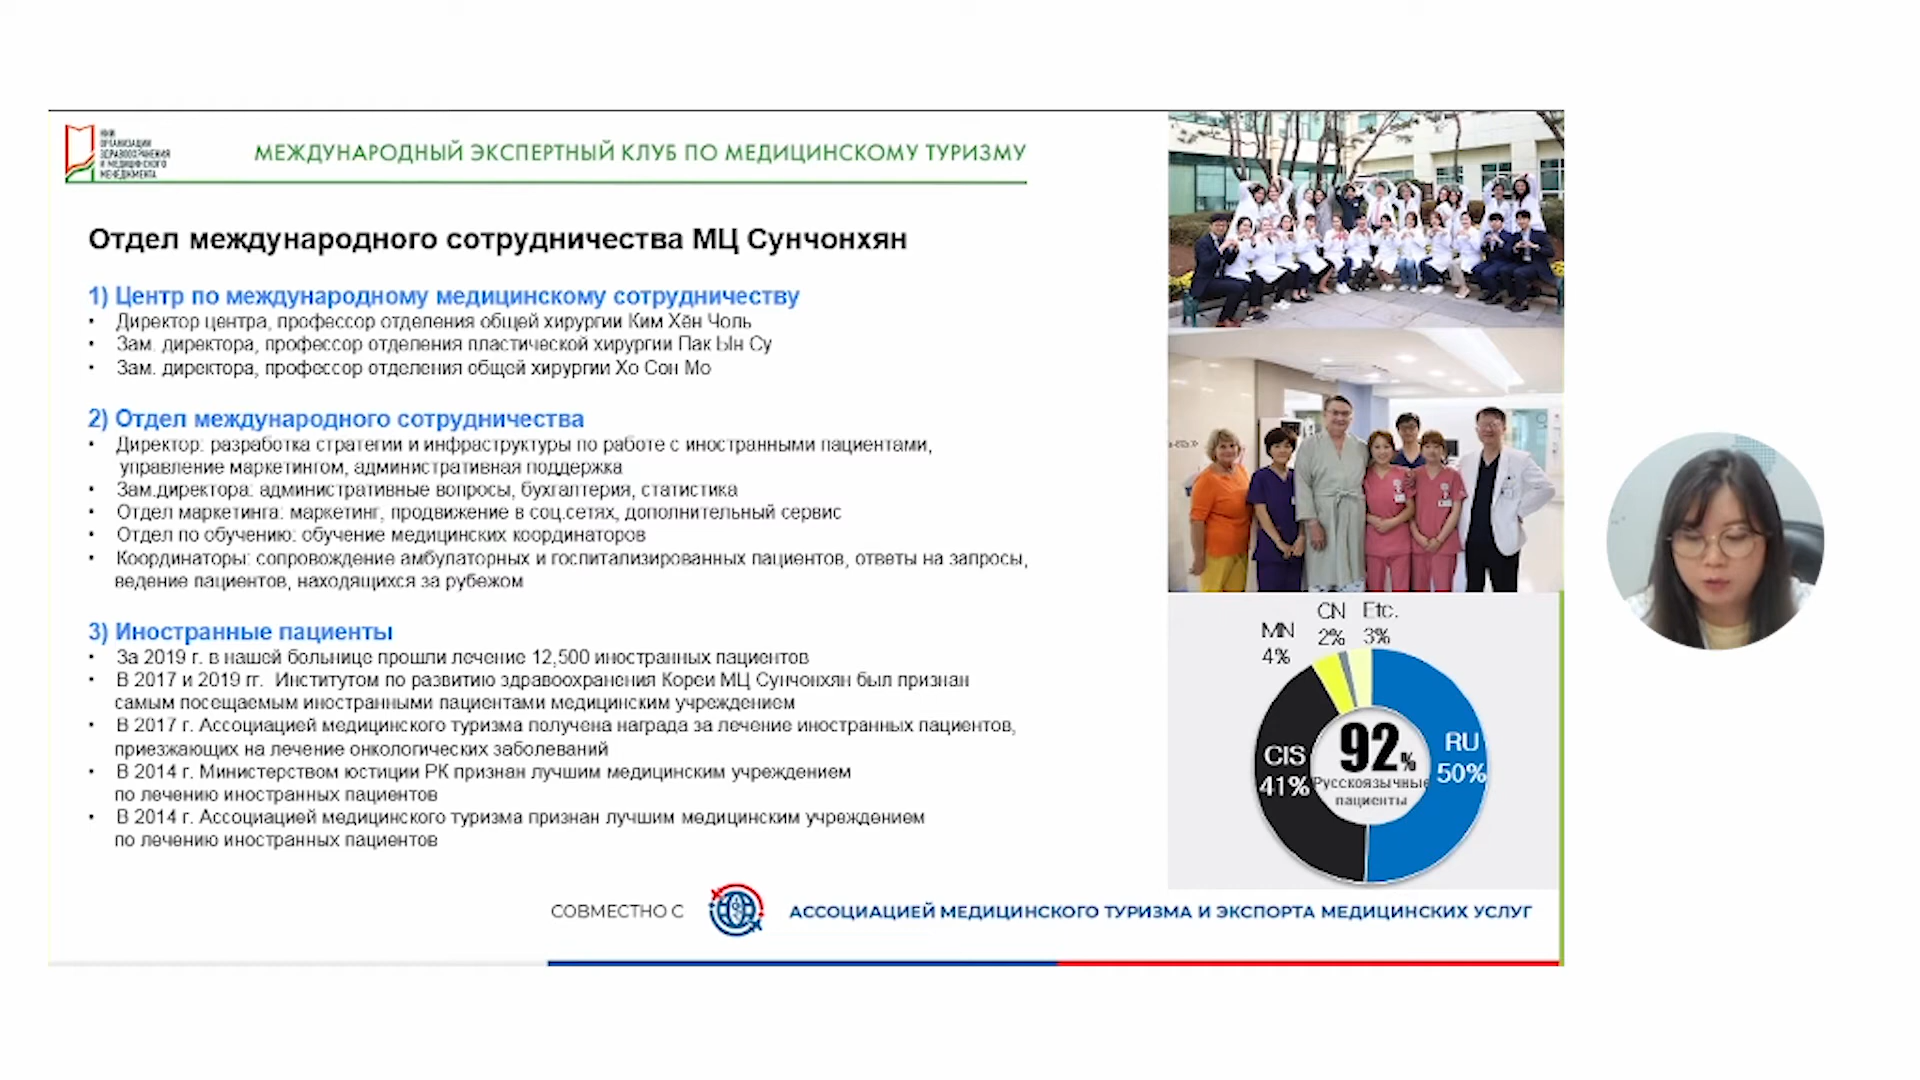 НИИ
ОРГАНИЗАЦИИ
ЗДРАВООХРАНЕНИЯ
И МЕДИЦИНСКОГО
МЕНЕДЖМЕНТА
МЕЖДУНАРОДНЫЙ ЭКСПЕРТНЫЙ КЛУБ ПО МЕДИЦИНСКОМУ ТУРИЗМУ
Отдел международного сотрудничества МЦ Сунчонхян
1) Центр по международному медицинскому сотрудничеству
• Директор центра, профессор отделения общей хирургии Ким Хён Чоль
• Зам. директора, профессор отделения пластической хирургии Пак Ын Су
• Зам. директора, профессор отделения общей хирургии Хо Сон Мо
2) Отдел международного сотрудничества
• Директор: разработка стратегии и инфраструктуры по работе с иностранными пациентами,
управление маркетингом, административная поддержка
• Зам.директора: административные вопросы, бухгалтерия, статистика
• Отдел маркетинга: маркетинг, продвижение в соц.сетях, дополнительный сервис
• Отдел по обучению: обучение медицинских координаторов
• Координаторы: сопровождение амбулаторных и госпитализированных пациентов, ответы на запросы,
ведение пациентов, находящихся за рубежом
3) Иностранные пациенты
• За 2019 г. в нашей больнице прошли лечение 12,500 иностранных пациентов
• В 2017 и 2019 гг. Институтом по развитию здравоохранения Кореи МЦ Сунчонхян был признан
самым посещаемым иностранными пациентами медицинским учреждением
• В 2017 г. Ассоциацией медицинского туризма получена награда за лечение иностранных пациентов,
приезжающих на лечение онкологических заболеваний
• В 2014 г. Министерством юстиции РК признан лучшим медицинским учреждением
по лечению иностранных пациентов
• В 2014 г. Ассоциацией медицинского туризма признан лучшим медицинским учреждением
по лечению иностранных пациентов
MN
4%
CN
2%
Etc.
3%
CIS
41%
92%
Русскоязычные
пациенты
RU
50%
СОВМЕСТНО С
АССОЦИАЦИЕЙ МЕДИЦИНСКОГО ТУРИЗМА И ЭКСПОРТА МЕДИЦИНСКИХ УСЛУГ